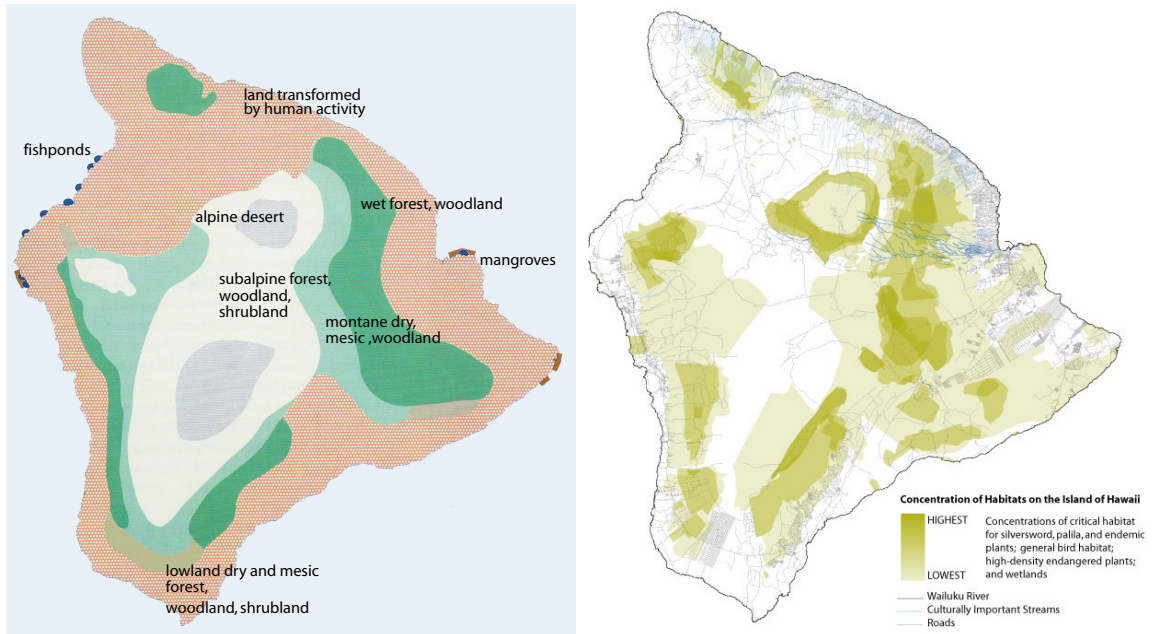 land transformed
by human activity
fishponds
alpine desert
wet forest, woodland
mangroves
subalpine forest,
woodland,
shrubland
montane dry,
mesic ,woodland
lowland dry and mesic
forest,
woodland, shrubland
Concentration of Habitats on the Island of Hawaii
HIGHEST
LOWEST
Concentrations of critical habitat
for silversword, palila, and endemic
plants; general bird habitat;
high-density endangered plants;
and wetlands
Wailuku River
Culturally Important Streams
Roads